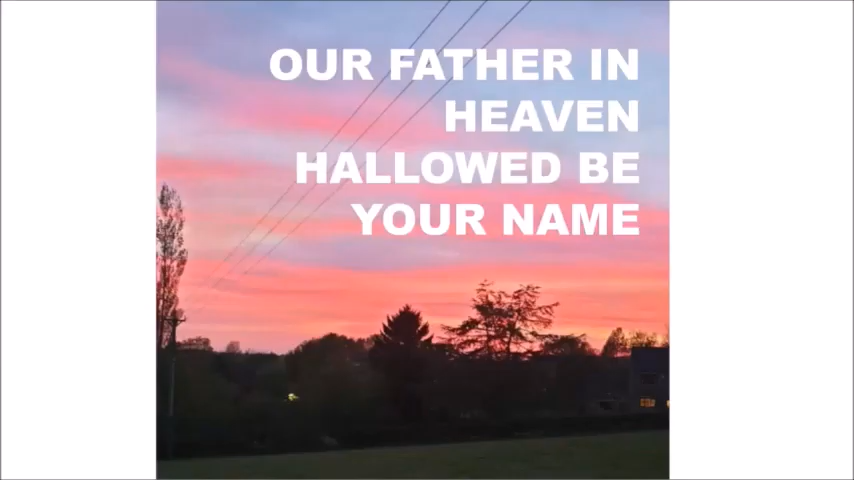 OUR FATHER IN
HEAVEN
HALLOWED BE
YOUR NAME